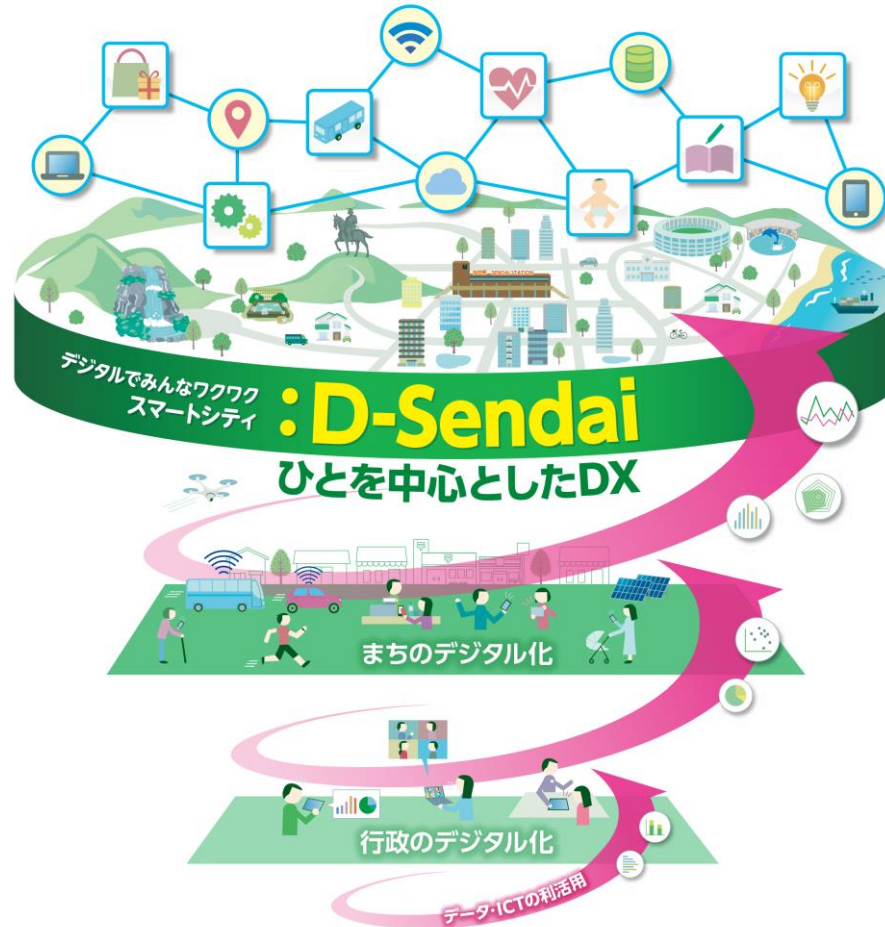 デジタルでみんなワクワク
スマートシティ
:D-Sendai
ひとを中心としたDX
まちのデジタル化
行政のデジタル化
データ・ICTの利活用